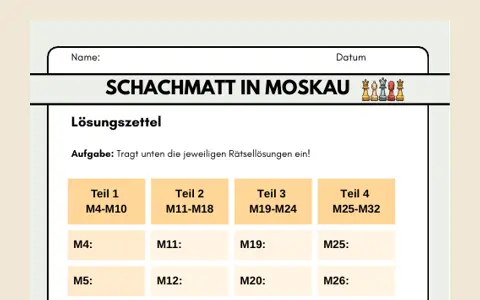 Name: Datum
SCHACHMATT IN MOSKAU
Lösungszettel
Aufgabe: Tragt unten die jeweiligen Rätsellösungen ein!
Teil 1 Teil 2 Teil 3 Teil 4
M4-M10 M11-M18 M19-M24 M25-M32
M4: M11: M19: M25:
M5: M12: M20: M26: